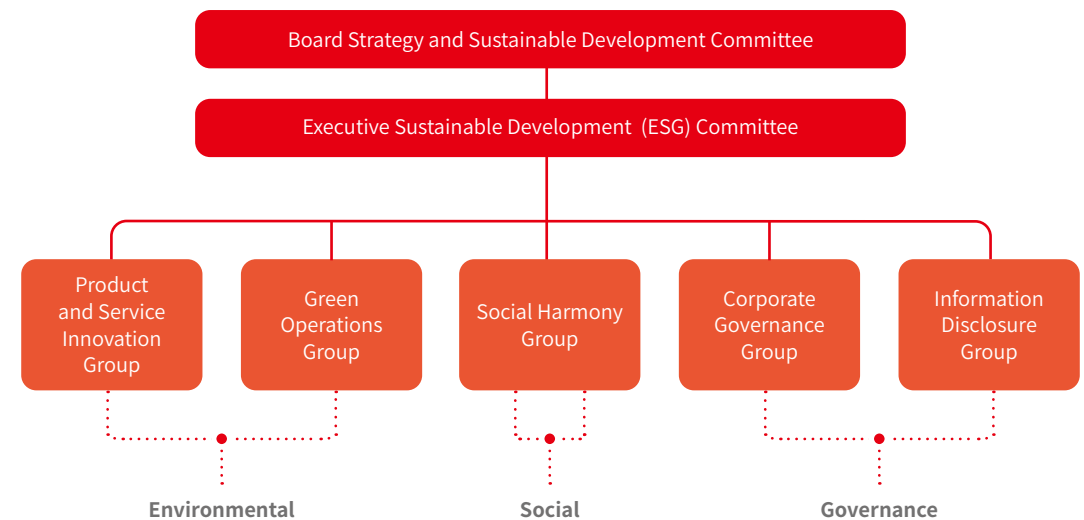 Board Strategy and Sustainable Development Committee
Executive Sustainable Development (ESG) Committee
Product
and Service
Innovation
Group
Green
Operations
Group
Social Harmony
Group
Corporate
Governance
Group
Information
Disclosure
Group
Environmental
Social
Governance